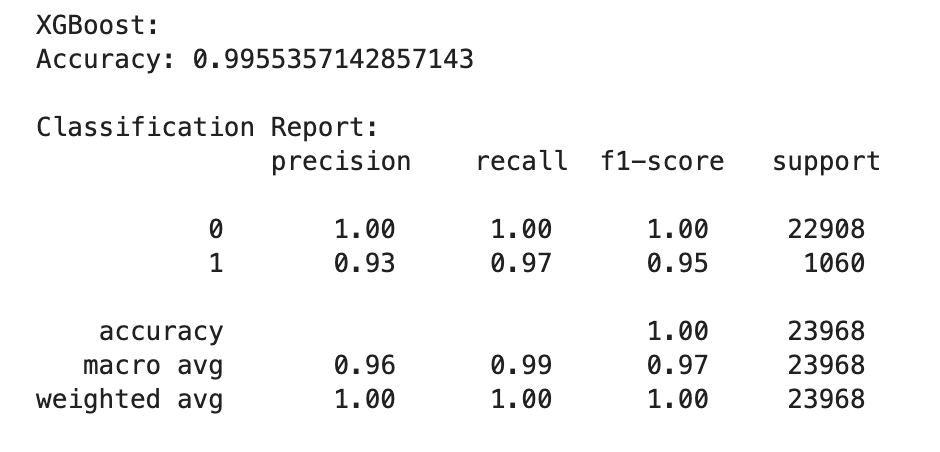 XGBoost:
Accuracy: 0.9955357142857143
Classification Report:
precision recall f1-score support
0 1.00 1.00 1.00 22908
1 0.93 0.97 0.95 1060
accuracy 1.00 23968
macro avg 0.96 0.99 0.97 23968
weighted avg 1.00 1.00 1.00 23968